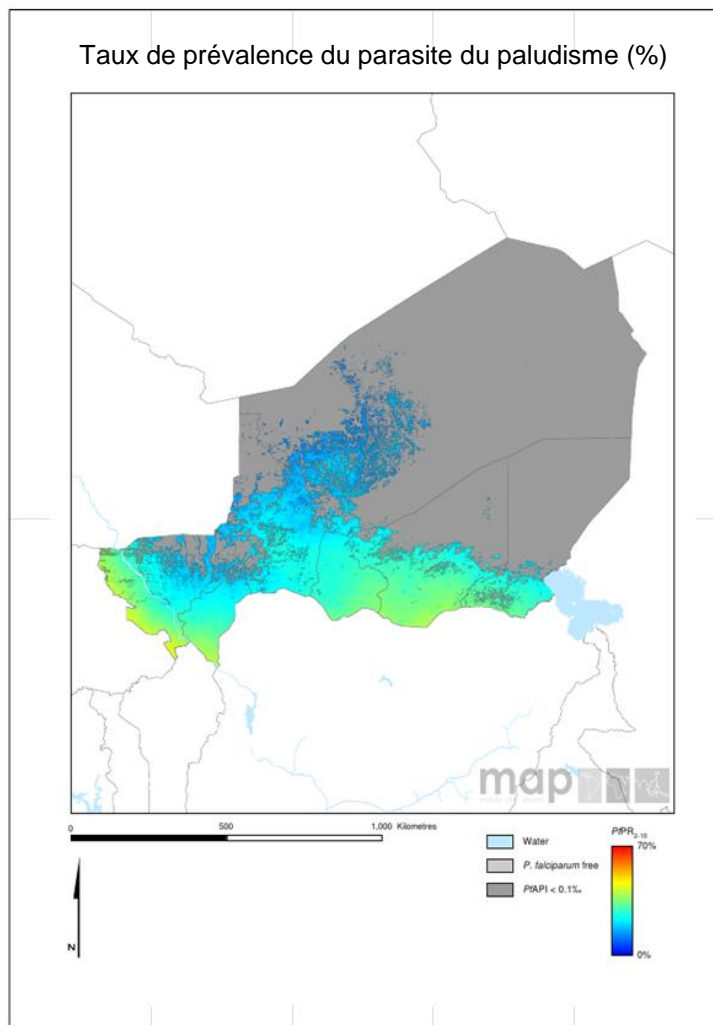 Taux de prévalence du parasite du paludisme (%)
map
0 500 1,000 Kilometres
N
Water
P. falciparum free
PfAPI < 0.1‰
PfPR2-10
70%
0%